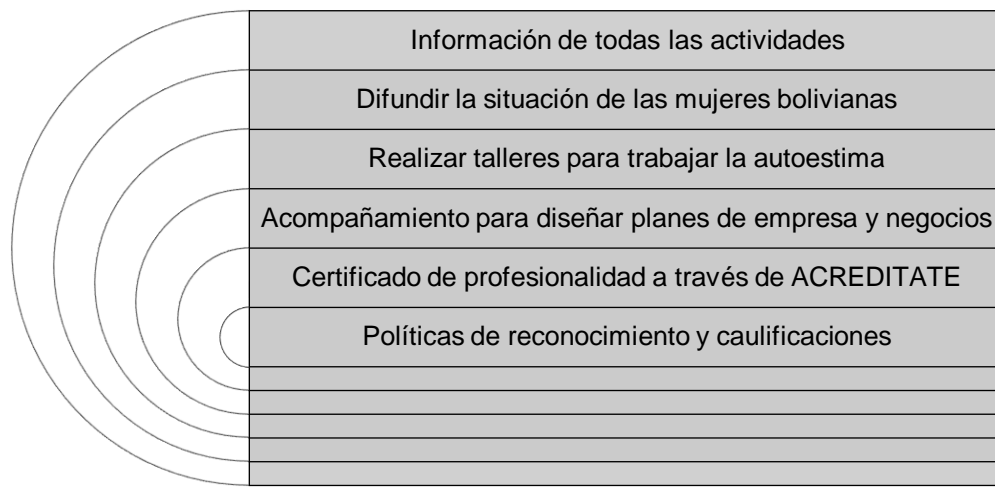 Información de todas las actividades
Difundir la situación de las mujeres bolivianas
Realizar talleres para trabajar la autoestima
Acompañamiento para diseñar planes de empresa y negocios
Certificado de profesionalidad a través de ACREDITATE
Políticas de reconocimiento y caulificaciones